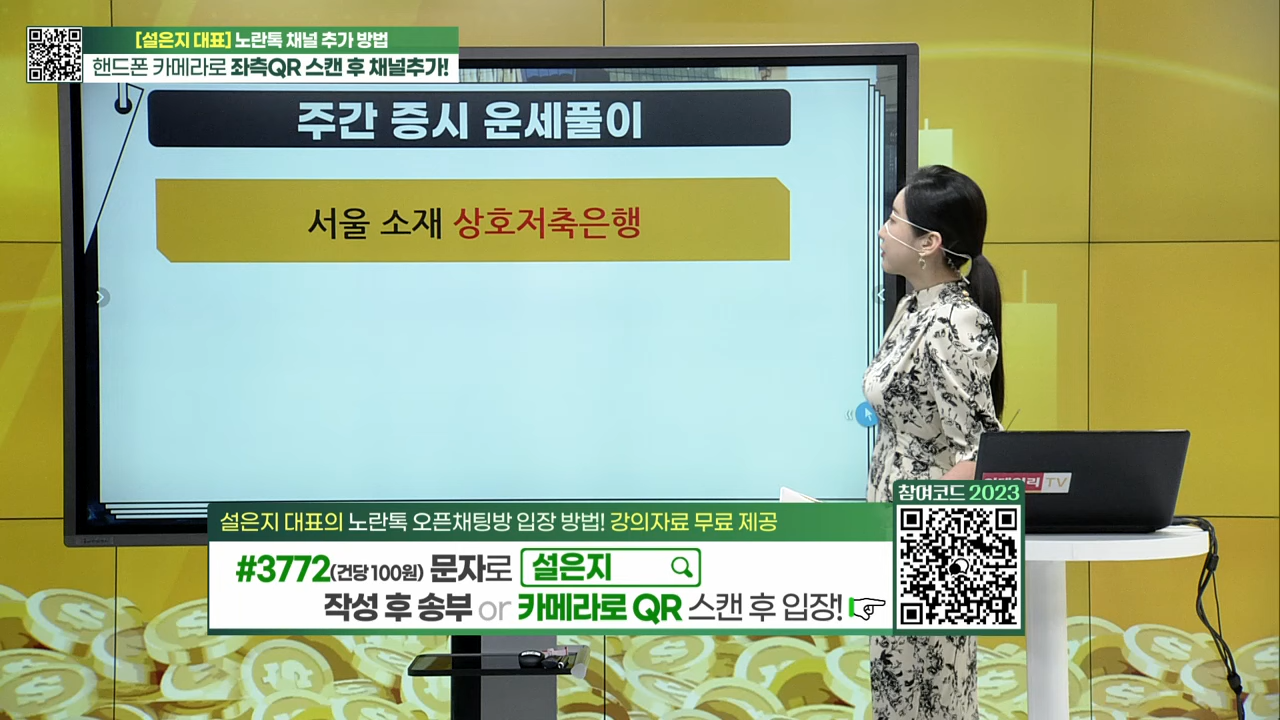 [설은지 대표] 노란톡 채널 추가 방법
핸드폰 카메라로 좌측QR 스캔 후 채널추가!
주간 증시 운세풀이
서울 소재 상호저축은행
TV
참여코드 2023
설은지 대표의 노란톡 오픈채팅방 입장 방법! 강의자료 무료 제공
#3772(건당 100원) 문자로 설은지
작성 후 송부 or 카메라로 QR 스캔 후 입장!